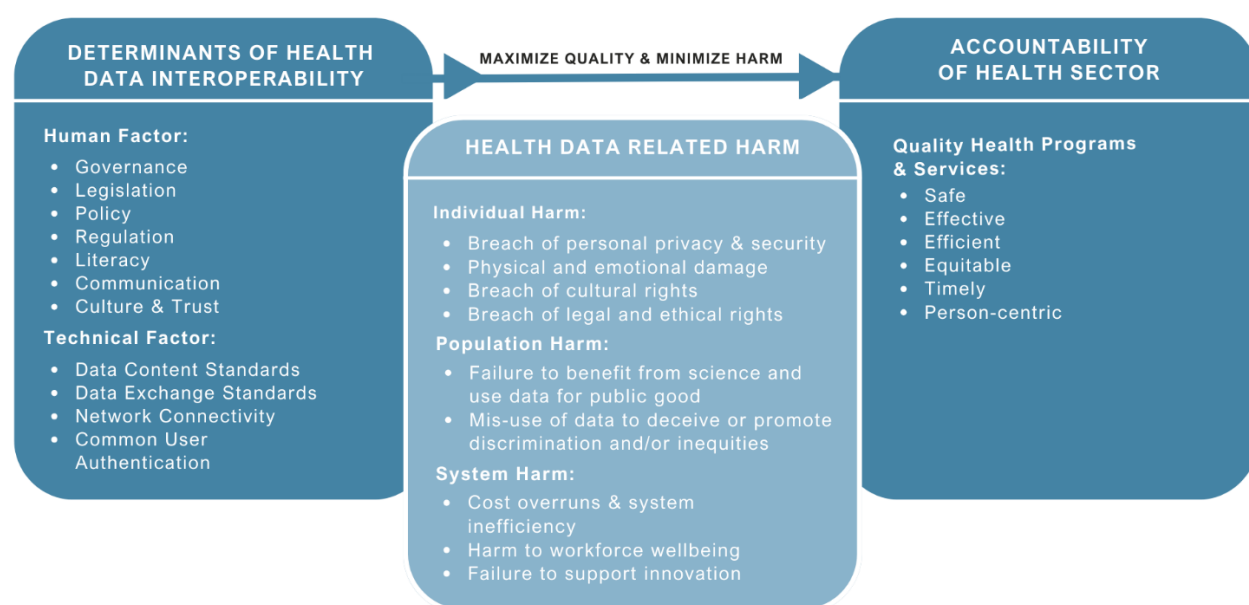 DETERMINANTS OF HEALTH
DATA INTEROPERABILITY
Human Factor:
• Governance
• Legislation
• Policy
• Regulation
• Literacy
• Communication
• Culture & Trust
Technical Factor:
• Data Content Standards
• Data Exchange Standards
• Network Connectivity
• Common User
Authentication
MAXIMIZE QUALITY & MINIMIZE HARM
HEALTH DATA RELATED HARM
Individual Harm:
• Breach of personal privacy & security
• Physical and emotional damage
• Breach of cultural rights
• Breach of legal and ethical rights
Population Harm:
• Failure to benefit from science and
use data for public good
• Mis-use of data to deceive or promote
discrimination and/or inequities
System Harm:
• Cost overruns & system
inefficiency
• Harm to workforce wellbeing
• Failure to support innovation
ACCOUNTABILITY
OF HEALTH SECTOR
Quality Health Programs
& Services:
• Safe
• Effective
• Efficient
• Equitable
• Timely
• Person-centric